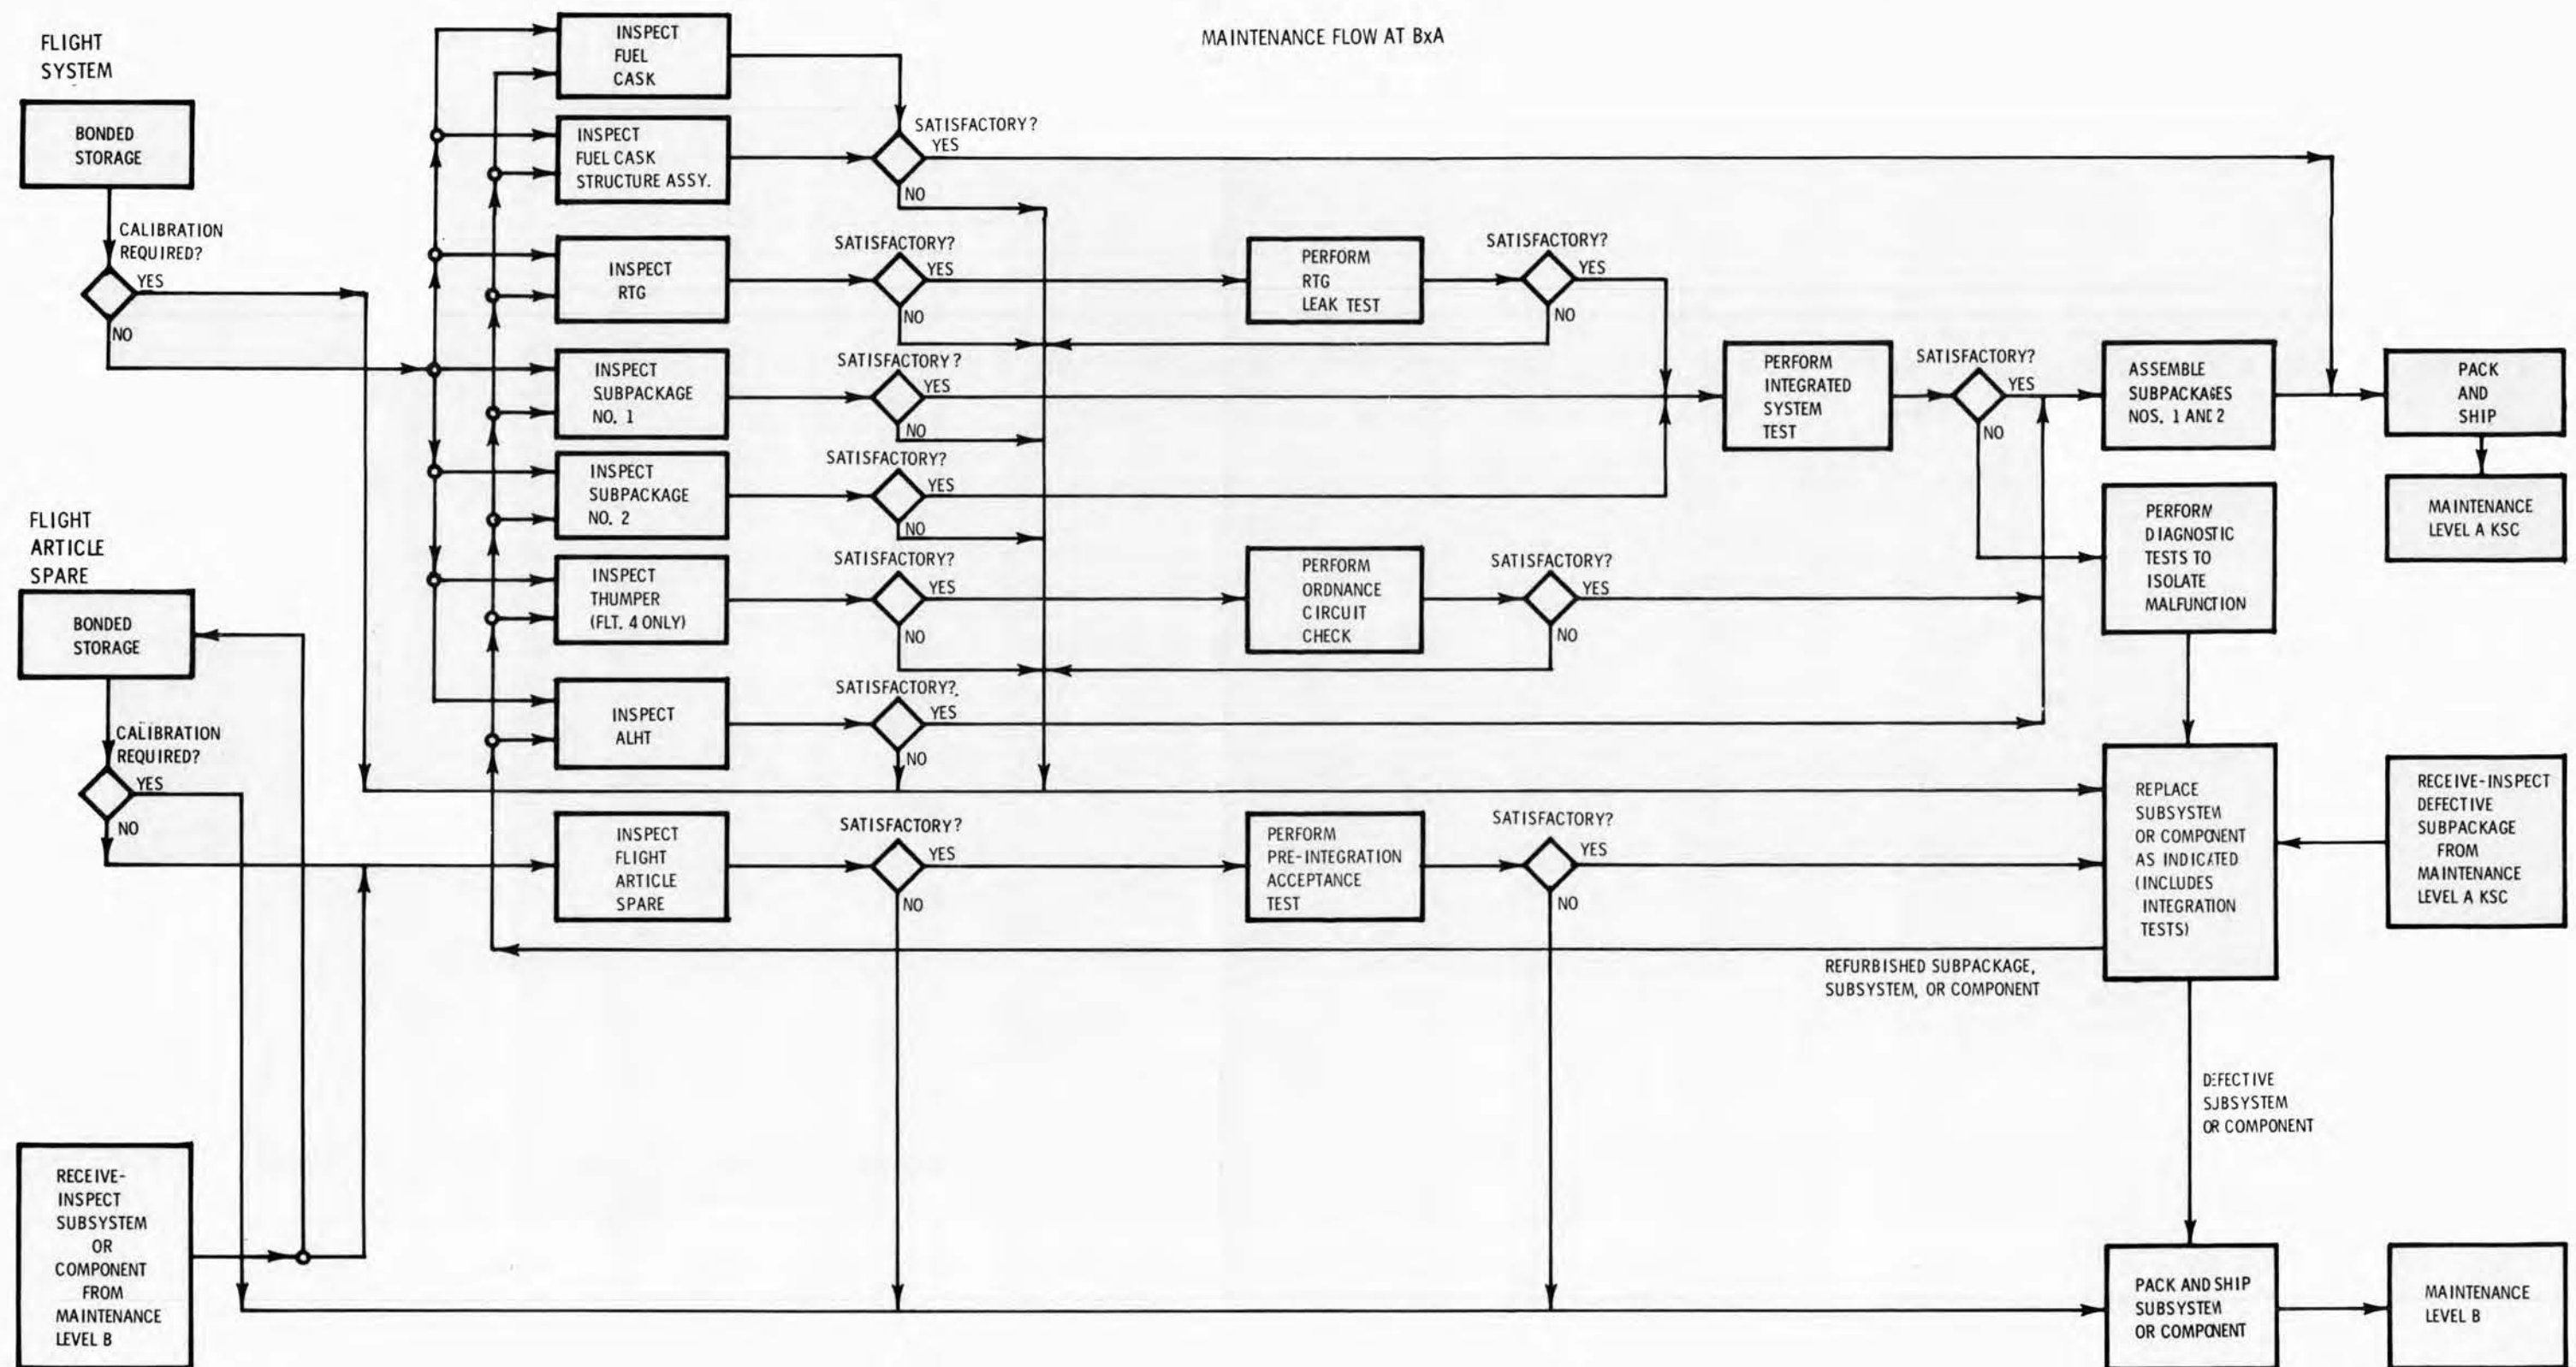 MAINTENANCE FLOW AT BxA
FLIGHT
SYSTEM
BONDED
STORAGE
CALIBRATION
REQUIRED?
YES
NO
INSPECT
FUEL
CASK
INSPECT
FUEL CASK
STRUCTURE ASSY.
SATISFACTORY?
YES
NO
INSPECT
RTG
SATISFACTORY?
YES
NO
PERFORM
RTG
LEAK TEST
SATISFACTORY?
YES
NO
INSPECT
SUBPACKAGE
NO. 1
SATISFACTORY?
YES
NO
INSPECT
SUBPACKAGE
NO. 2
SATISFACTORY?
YES
NO
PERFORM
INTEGRATED
SYSTEM
TEST
SATISFACTORY?
YES
NO
ASSEMBLE
SUBPACKAGES
NOS. 1 AND 2
PACK
AND
SHIP
MAINTENANCE
LEVEL A KSC
PERFORM
DIAGNOSTIC
TESTS TO
ISOLATE
MALFUNCTION
INSPECT
THUMPER
(FLT. 4 ONLY)
SATISFACTORY?
YES
NO
PERFORM
ORDNANCE
CIRCUIT
CHECK
SATISFACTORY?
YES
NO
INSPECT
ALHT
SATISFACTORY?
YES
NO
FLIGHT
ARTICLE
SPARE
BONDED
STORAGE
CALIBRATION
REQUIRED?
YES
NO
INSPECT
FLIGHT
ARTICLE
SPARE
SATISFACTORY?
YES
NO
PERFORM
PRE-INTEGRATION
ACCEPTANCE
TEST
SATISFACTORY?
YES
NO
REPLACE
SUBSYSTEM
OR COMPONENT
AS INDICATED
(INCLUDES
INTEGRATION
TESTS)
RECEIVE-INSPECT
DEFECTIVE
SUBPACKAGE
FROM
MAINTENANCE
LEVEL A KSC
REFURBISHED SUBPACKAGE,
SUBSYSTEM, OR COMPONENT
DEFECTIVE
SUBSYSTEM
OR COMPONENT
RECEIVE-
INSPECT
SUBSYSTEM
OR
COMPONENT
FROM
MAINTENANCE
LEVEL B
PACK AND SHIP
SUBSYSTEM
OR COMPONENT
MAINTENANCE
LEVEL B